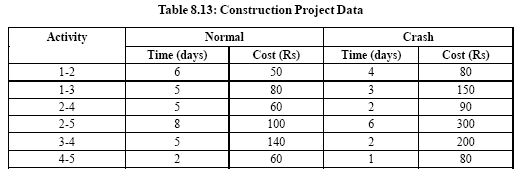 Table 8.13: Construction Project Data
Activity Normal Crash
Time (days) Cost (Rs) Time (days) Cost (Rs)
1-2 6 50 4 80
1-3 5 80 3 150
2-4 5 60 2 90
2-5 8 100 6 300
3-4 5 140 2 200
4-5 2 60 1 80